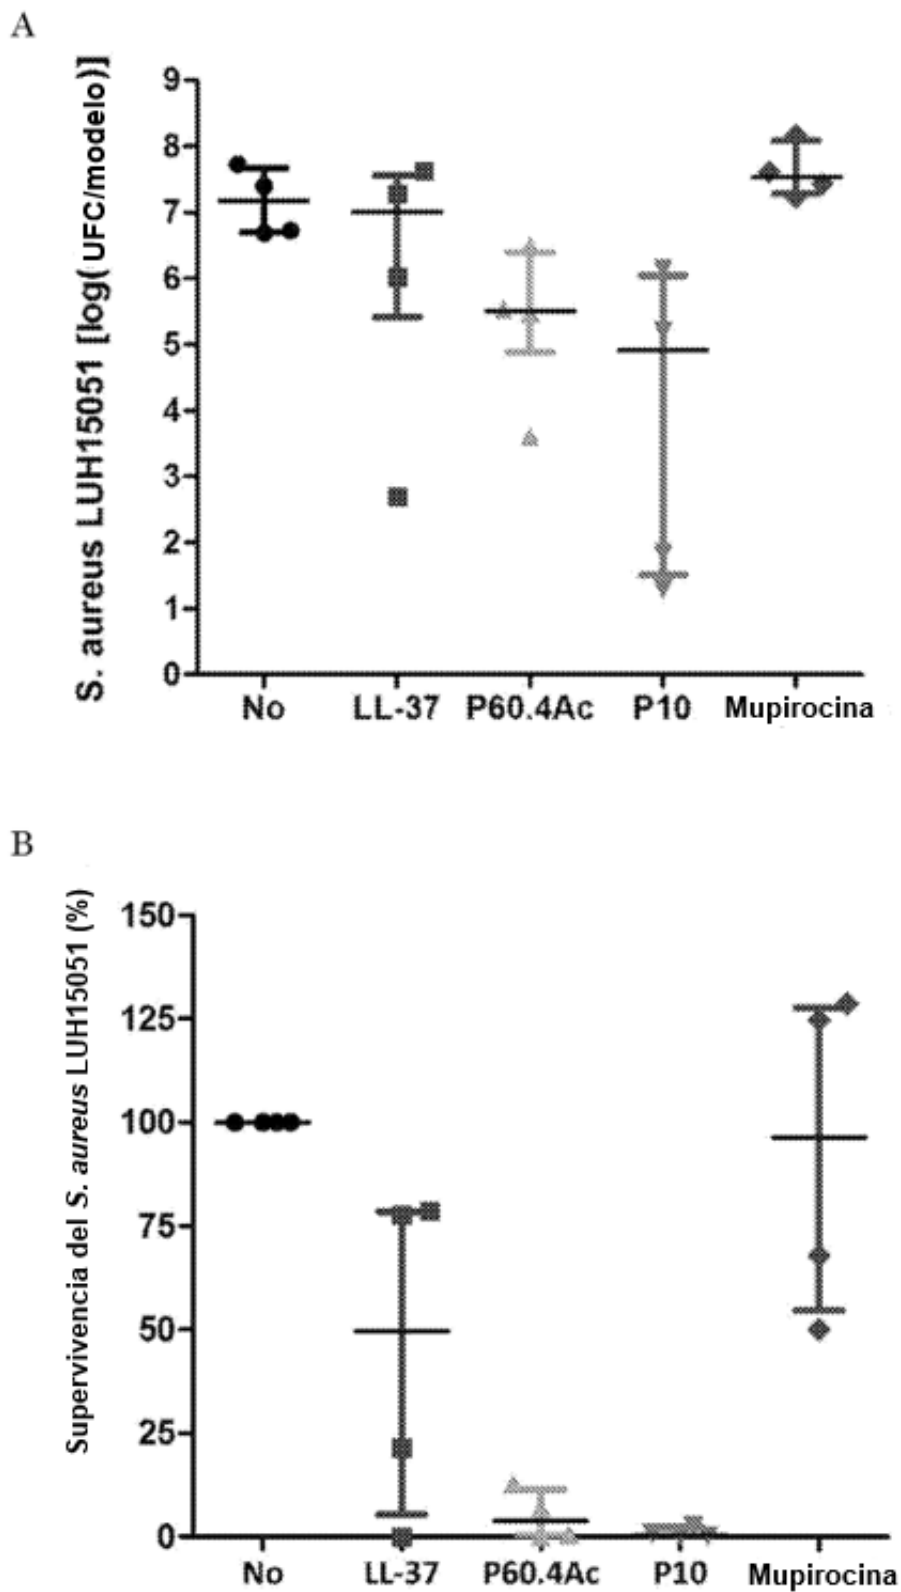 A
S. aureus LUH15051 [log( UFC/modelo)]
9
8
7
6
5
4
3
2
1
0
No LL-37 P60.4Ac P10 Mupirocina
B
Supervivencia del S. aureus LUH15051 (%)
150
125
100
75
50
25
0
No LL-37 P60.4Ac P10 Mupirocina